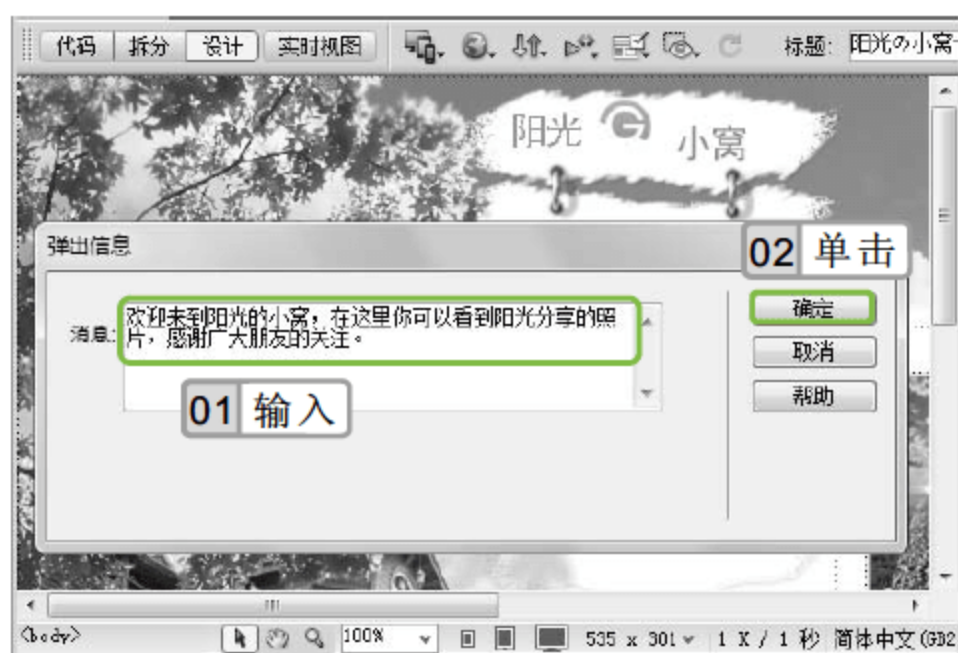 代码 拆分 设计 实时视图 标题: 阳光の小窝
阳光 小窝
弹出信息
02 单击
消息: 欢迎来到阳光的小窝,在这里你可以看到阳光分享的照
片,感谢广大朋友的关注。
确定
取消
帮助
01 输入
<body> 100% 535 x 301 1 K / 1 秒 简体中文(GB2